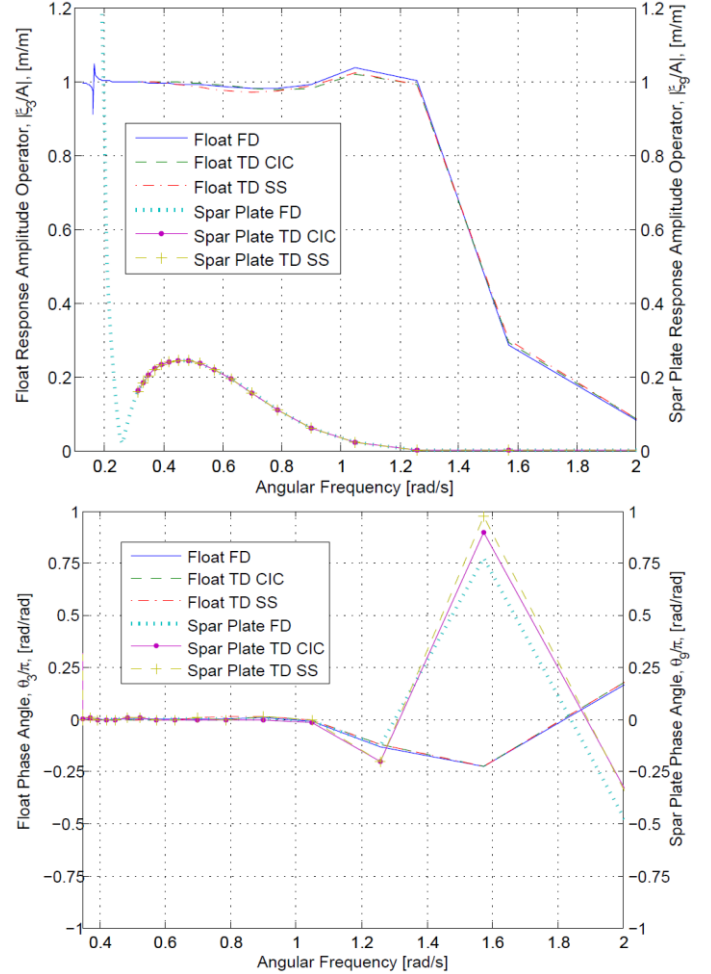 Float Response Amplitude Operator, |ξ3/A|, [m/m]
1.2
1
0.8
0.6
0.4
0.2
0
Float FD
Float TD CIC
Float TD SS
Spar Plate FD
Spar Plate TD CIC
Spar Plate TD SS
1.2
1
0.8
0.6
0.4
0.2
0
Spar Plate Response Amplitude Operator, |ξ9/A|, [m/m]
0.2 0.4 0.6 0.8 1 1.2 1.4 1.6 1.8 2
Angular Frequency [rad/s]
Float Phase Angle, θ3/π, [rad/rad]
1
0.75
0.5
0.25
0
−0.25
−0.5
−0.75
−1
Float FD
Float TD CIC
Float TD SS
Spar Plate FD
Spar Plate TD CIC
Spar Plate TD SS
1
0.75
0.5
0.25
0
−0.25
−0.5
−0.75
−1
Spar Plate Phase Angle, θ9/π, [rad/rad]
0.4 0.6 0.8 1 1.2 1.4 1.6 1.8 2
Angular Frequency [rad/s]